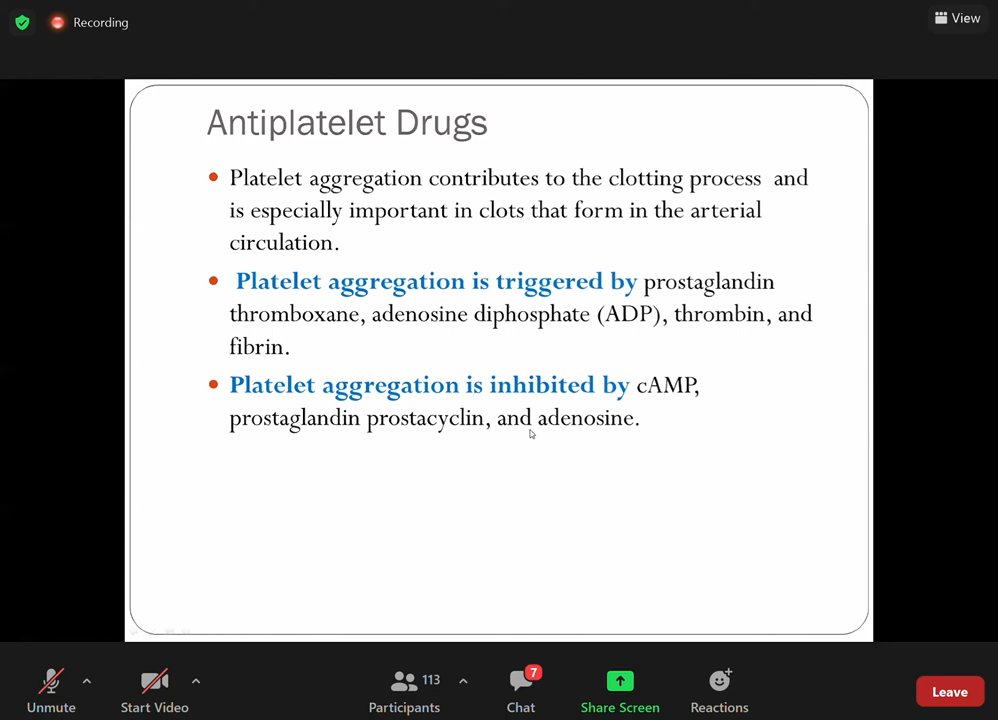 Recording
View
Antiplatelet Drugs
Platelet aggregation contributes to the clotting process and
is especially important in clots that form in the arterial
circulation.
Platelet aggregation is triggered by prostaglandin
thromboxane, adenosine diphosphate (ADP), thrombin, and
fibrin.
Platelet aggregation is inhibited by cAMP,
prostaglandin prostacyclin, and adenosine.
113
7
Unmute
Start Video
Participants
Chat
Share Screen
Reactions
Leave